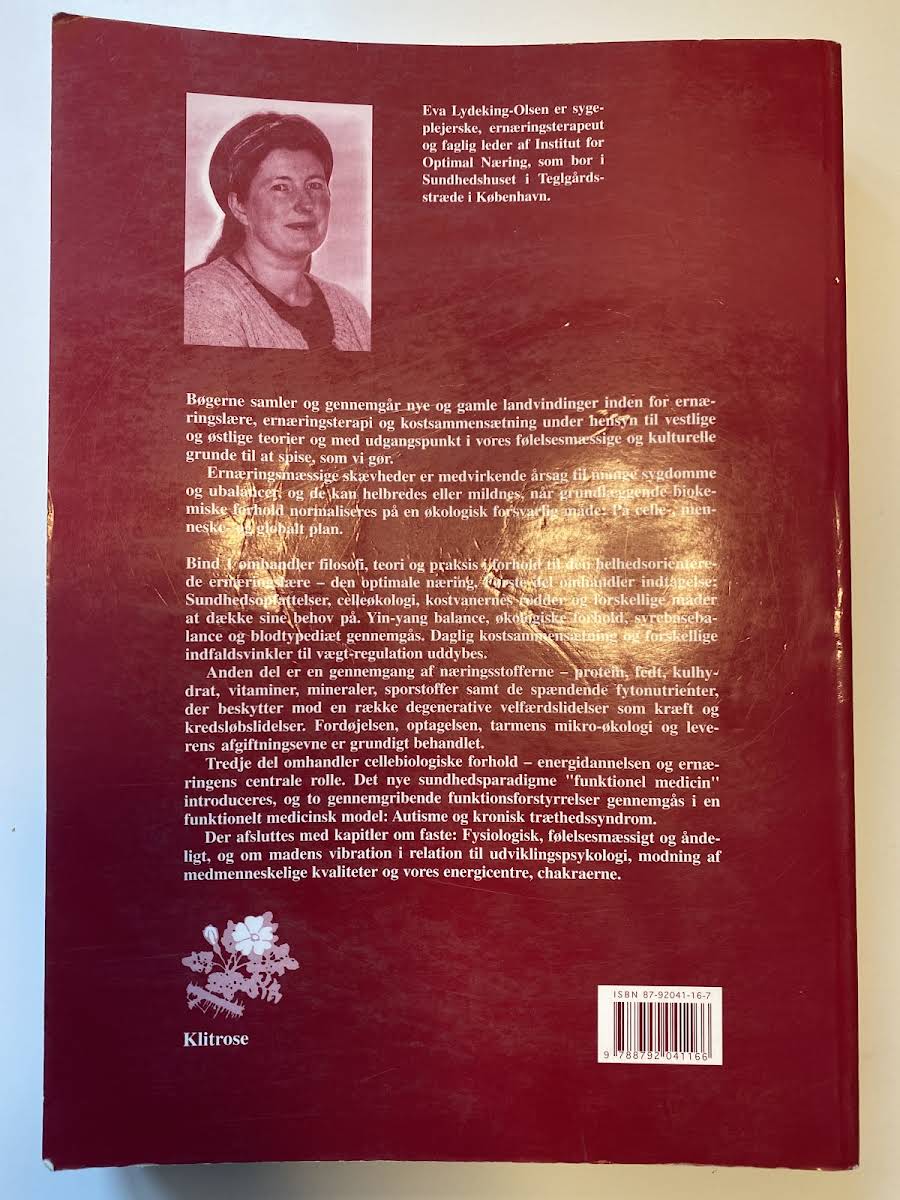 Eva Lydeking-Olsen er syge-
plejerske, ernæringsterapeut
og faglig leder af Institut for
Optimal Næring, som bor i
Sundhedshuset i Teglgårds-
stræde i København.
Bøgerne samler og gennemgår nye og gamle landvindinger inden for ernæ-
ringslære, ernæringsterapi og kostsammensætning under hensyn til vestlige
og østlige teorier og med udgangspunkt i vores følelsesmæssige og kulturelle
grunde til at spise, som vi gør.
Ernæringsmæssige skævheder er medvirkende årsag til mange sygdomme
og ubalancer, og de kan helbredes eller mildnes, når grundlæggende bioke-
miske forhold normaliseres på en økologisk forsvarlig måde: På celle-, men-
neske- og globalt plan.
Bind 1 omhandler filosofi, teori og praksis i forhold til den helhedsorientere-
de ernæringslære – den optimale næring. Første del omhandler indtagelse:
Sundhedsopfattelser, celleøkologi, kostvanernes rødder og forskellige måder
at dække sine behov på. Yin-yang balance, økologiske forhold, syrebaseba-
lance og blodtypediæt gennemgås. Daglig kostsammensætning og forskellige
indfaldsvinkler til vægt-regulation uddybes.
Anden del er en gennemgang af næringsstofferne – protein, fedt, kulhy-
drat, vitaminer, mineraler, sporstoffer samt de spændende fytonutrienter,
der beskytter mod en række degenerative velfærdslidelser som kræft og
kredsløbslidelser. Fordøjelsen, optagelsen, tarmens mikro-økologi og leve-
rens afgiftningsevne er grundigt behandlet.
Tredje del omhandler cellebiologiske forhold – energidannelsen og ernæ-
ringens centrale rolle. Det nye sundhedsparadigme "funktionel medicin"
introduceres, og to gennemgribende funktionsforstyrrelser gennemgås i en
funktionelt medicinsk model: Autisme og kronisk træthedssyndrom.
Der afsluttes med kapitler om faste: Fysiologisk, følelsesmæssigt og ånde-
ligt, og om madens vibration i relation til udviklingspsykologi, modning af
medmenneskelige kvaliteter og vores energicentre, chakraerne.
Klitrose
ISBN 87-92041-16-7
9 788792 041166